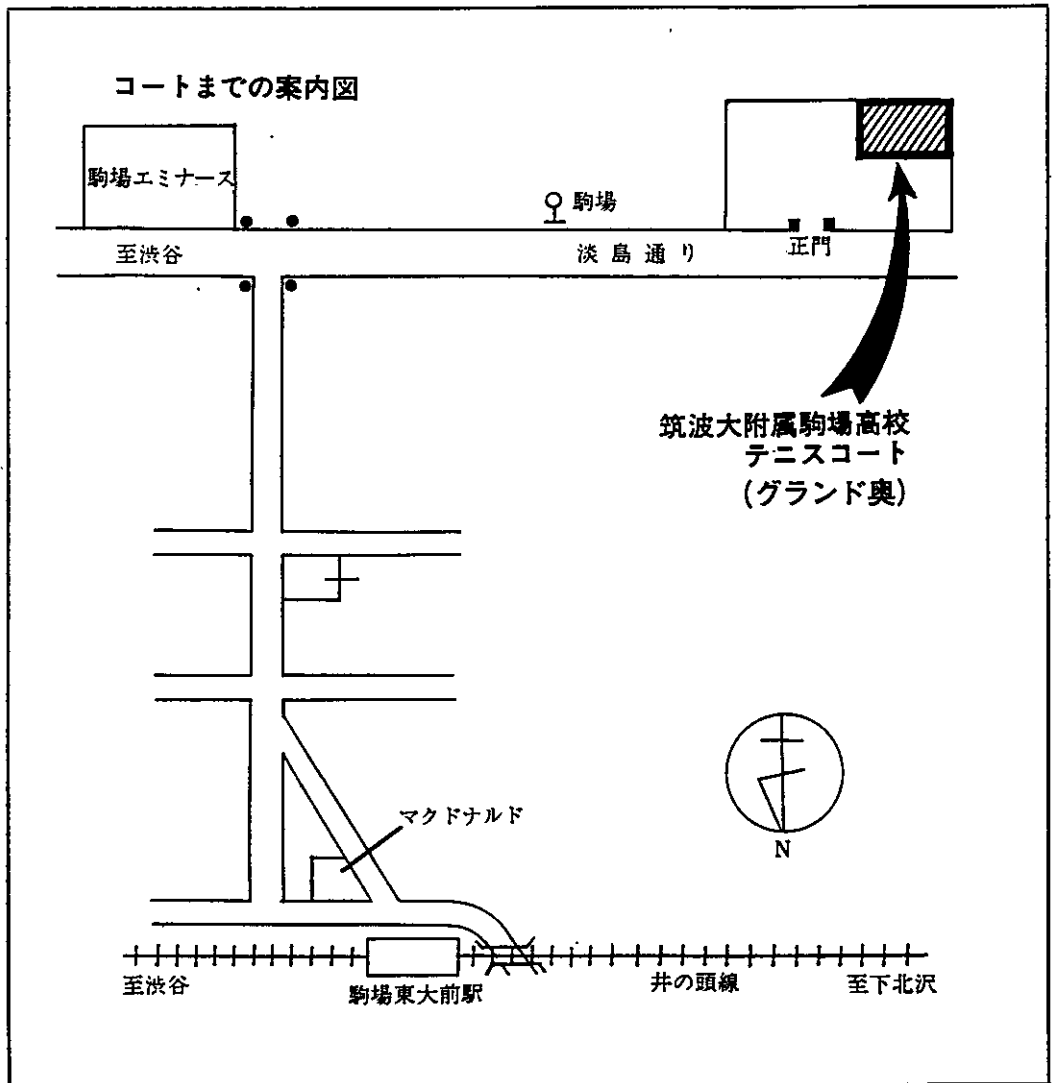 コートまでの案内図
駒場エミナース
駒場
至渋谷
淡島通り
正門
筑波大附属駒場高校
テニスコート
(グランド奥)
マクドナルド
N
至渋谷
駒場東大前駅
井の頭線
至下北沢